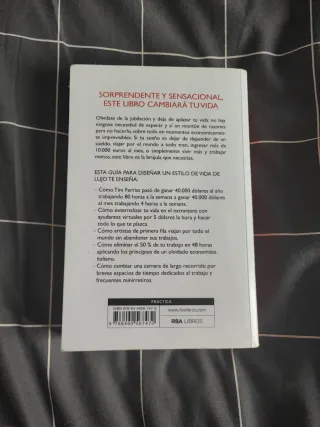 SORPRENDENTE Y SENSACIONAL,
ESTE LIBRO CAMBIARÁ TU VIDA
Olvídate de la jubilación y deja de aplazar tu vida: no hay
ninguna necesidad de esperar y sí un montón de razones
para no hacerlo, sobre todo en momentos económicamen-
te imprevisibles. Si tu sueño es dejar de depender de un
sueldo, viajar por el mundo a todo tren, ingresar más de
10.000 euros al mes, o simplemente vivir más y trabajar
menos, este libro es la brújula que necesitas.
ESTA GUÍA PARA DISEÑAR UN ESTILO DE VIDA DE
LUJO TE ENSEÑA:
- Cómo Tim Ferriss pasó de ganar 40.000 dólares al año
trabajando 80 horas a la semana a ganar 40.000 dólares
al mes trabajando 4 horas a la semana.
- Cómo externalizar tu vida en el extranjero con
ayudantes virtuales por 5 dólares la hora y hacer
todo lo que te plazca.
- Cómo artistas de primera fila viajan por todo el
mundo sin abandonar sus trabajos.
- Cómo eliminar el 50 % de su trabajo en 48 horas
aplicando los principios de un olvidado economista
italiano.
- Cómo cambiar una carrera de largo recorrido por
breves espacios de tiempo dedicados al trabajo y
frecuentes minirretiros.
PRÁCTICA
www.rbalibros.com
RBA LIBROS